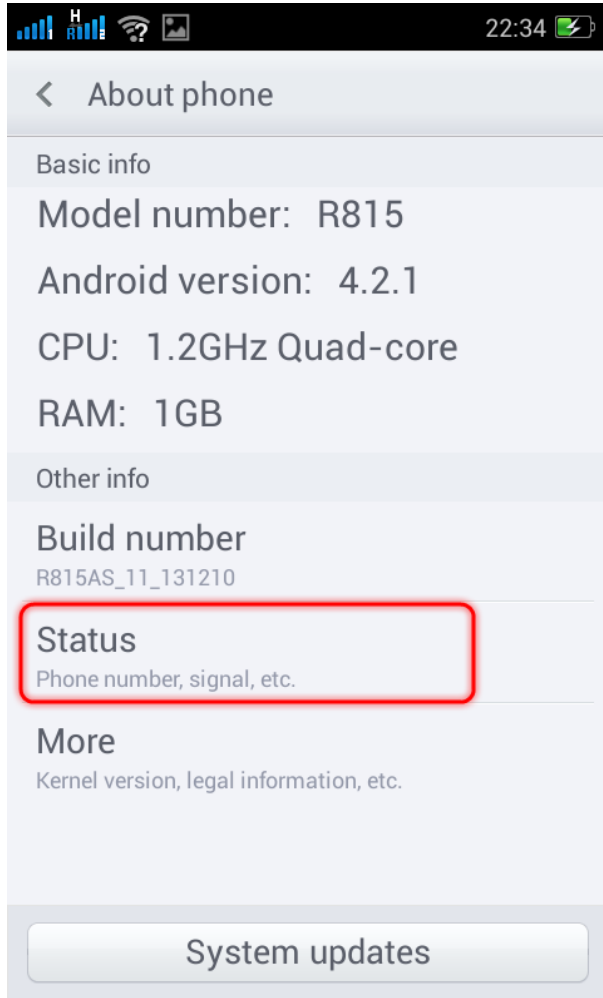 H
R
1
2
22:34
About phone
Basic info
Model number: R815
Android version: 4.2.1
CPU: 1.2GHz Quad-core
RAM: 1GB
Other info
Build number
R815AS_11_131210
Status
Phone number, signal, etc.
More
Kernel version, legal information, etc.
System updates